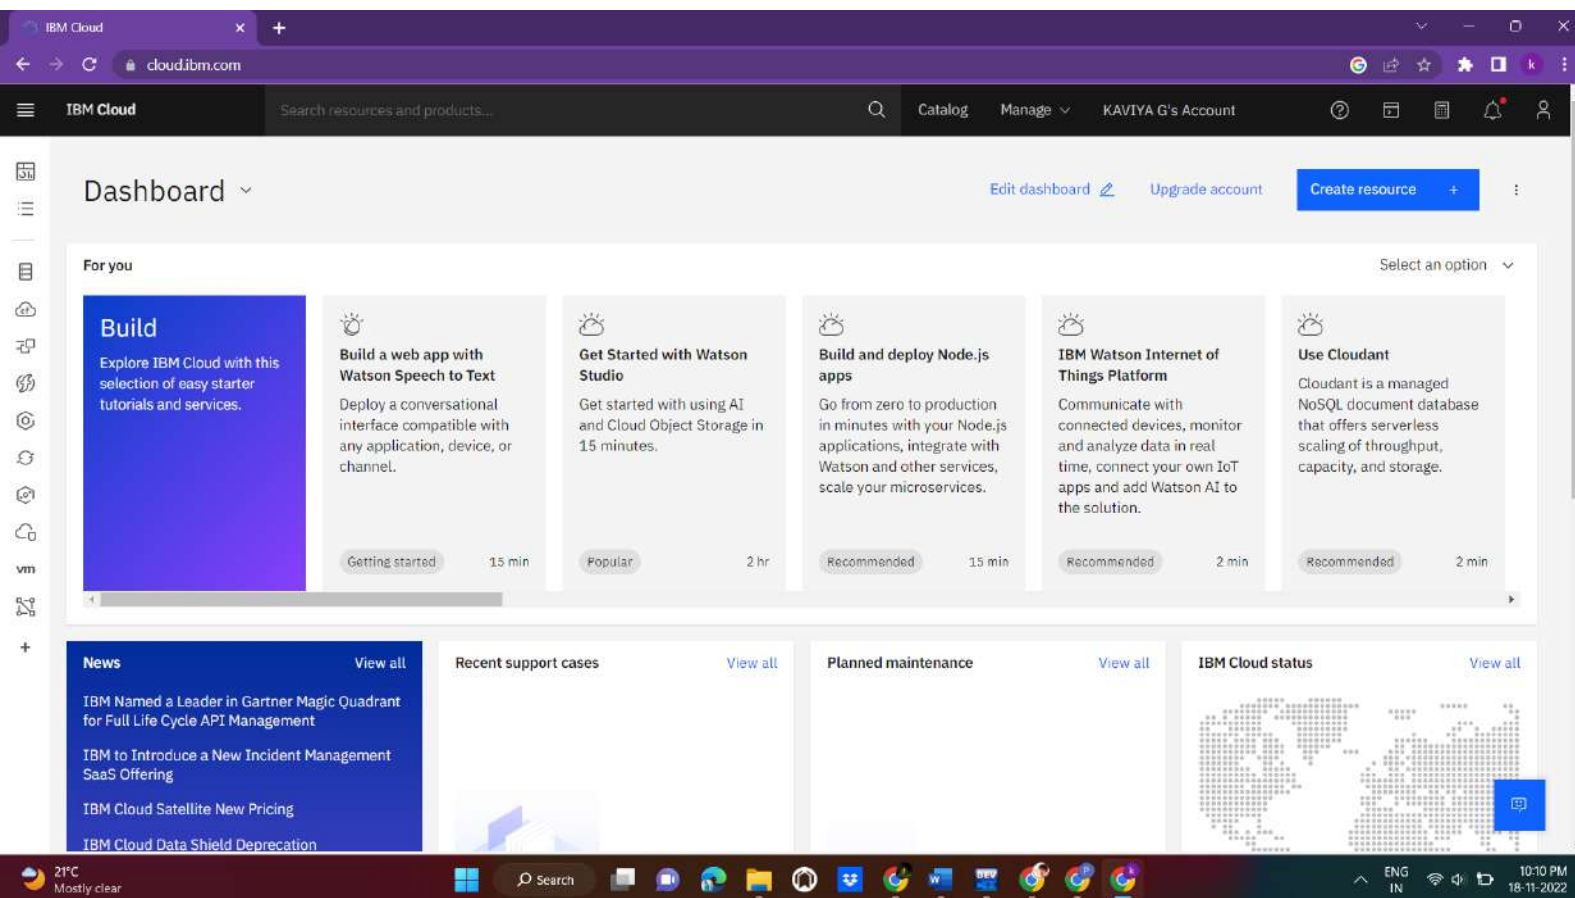 IBM Cloud
cloud.ibm.com
k
IBM Cloud
Search resources and products...
Catalog
Manage
KAVIYA G's Account
Dashboard
Edit dashboard
Upgrade account
Create resource +
For you
Select an option
Build
Explore IBM Cloud with this
selection of easy starter
tutorials and services.
Build a web app with
Watson Speech to Text
Deploy a conversational
interface compatible with
any application, device, or
channel.
Getting started
15 min
Get Started with Watson
Studio
Get started with using AI
and Cloud Object Storage in
15 minutes.
Popular
2 hr
Build and deploy Node.js
apps
Go from zero to production
in minutes with your Node.js
applications, integrate with
Watson and other services,
scale your microservices.
Recommended
15 min
IBM Watson Internet of
Things Platform
Communicate with
connected devices, monitor
and analyze data in real
time, connect your own IoT
apps and add Watson AI to
the solution.
Recommended
2 min
Use Cloudant
Cloudant is a managed
NoSQL document database
that offers serverless
scaling of throughput,
capacity, and storage.
Recommended
2 min
vm
News
View all
IBM Named a Leader in Gartner Magic Quadrant
for Full Life Cycle API Management
IBM to Introduce a New Incident Management
SaaS Offering
IBM Cloud Satellite New Pricing
IBM Cloud Data Shield Deprecation
Recent support cases
View all
Planned maintenance
View all
IBM Cloud status
View all
21°C
Mostly clear
Search
DEV
ENG
IN
10:10 PM
18-11-2022